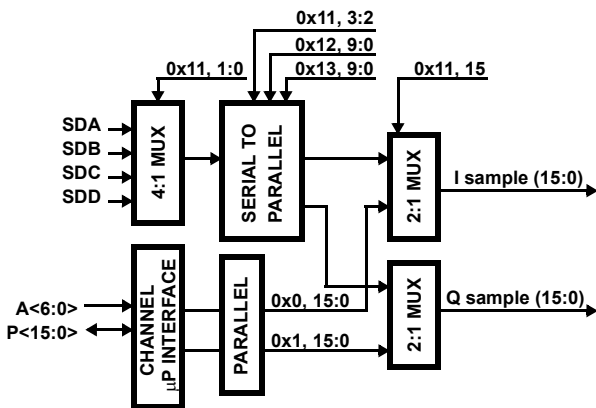 0x11, 3:2
0x12, 9:0
0x11, 1:0
0x13, 9:0
0x11, 15
SDA
SDB
SDC
SDD
4:1 MUX
SERIAL TO
PARALLEL
2:1 MUX
I sample (15:0)
A<6:0>
P<15:0>
CHANNEL
µP INTERFACE
PARALLEL
0x0, 15:0
0x1, 15:0
2:1 MUX
Q sample (15:0)